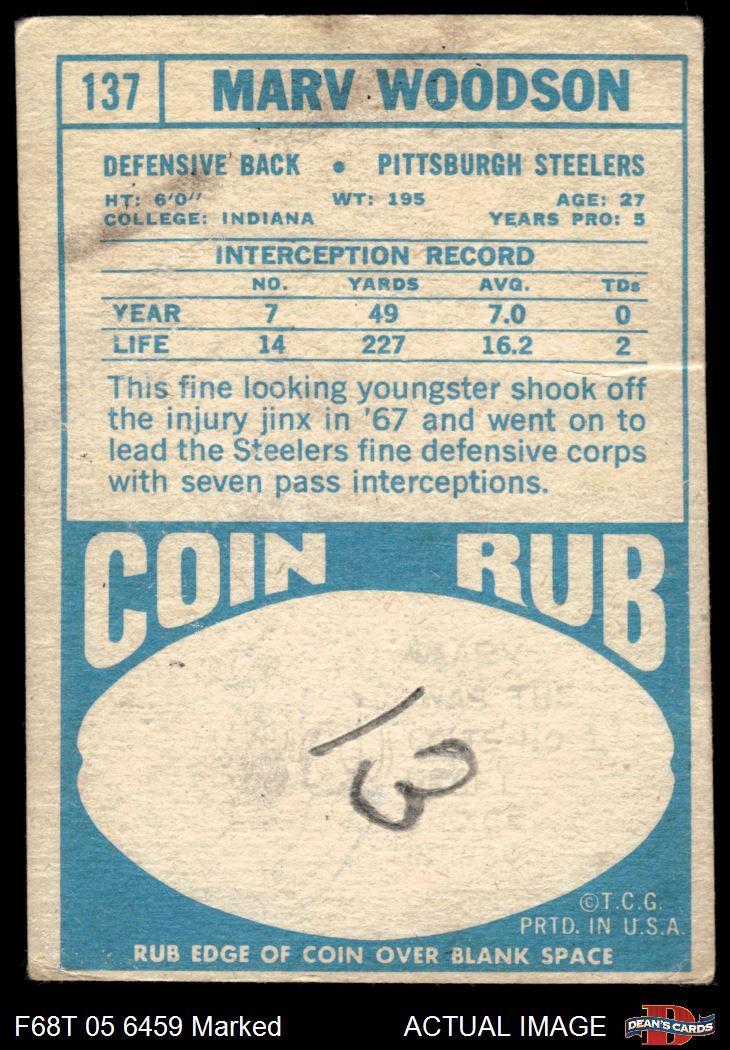 137 MARV WOODSON
DEFENSIVE BACK • PITTSBURGH STEELERS
HT: 6'0" WT: 195 AGE: 27
COLLEGE: INDIANA YEARS PRO: 5
INTERCEPTION RECORD
NO. YARDS AVG. TDs
YEAR 7 49 7.0 0
LIFE 14 227 16.2 2
This fine looking youngster shook off
the injury jinx in '67 and went on to
lead the Steelers fine defensive corps
with seven pass interceptions.
COIN RUB
WAS THE
13
©T.C.G.
PRTD. IN U.S.A.
RUB EDGE OF COIN OVER BLANK SPACE
F68T 05 6459 Marked ACTUAL IMAGE DEAN'S CARDS